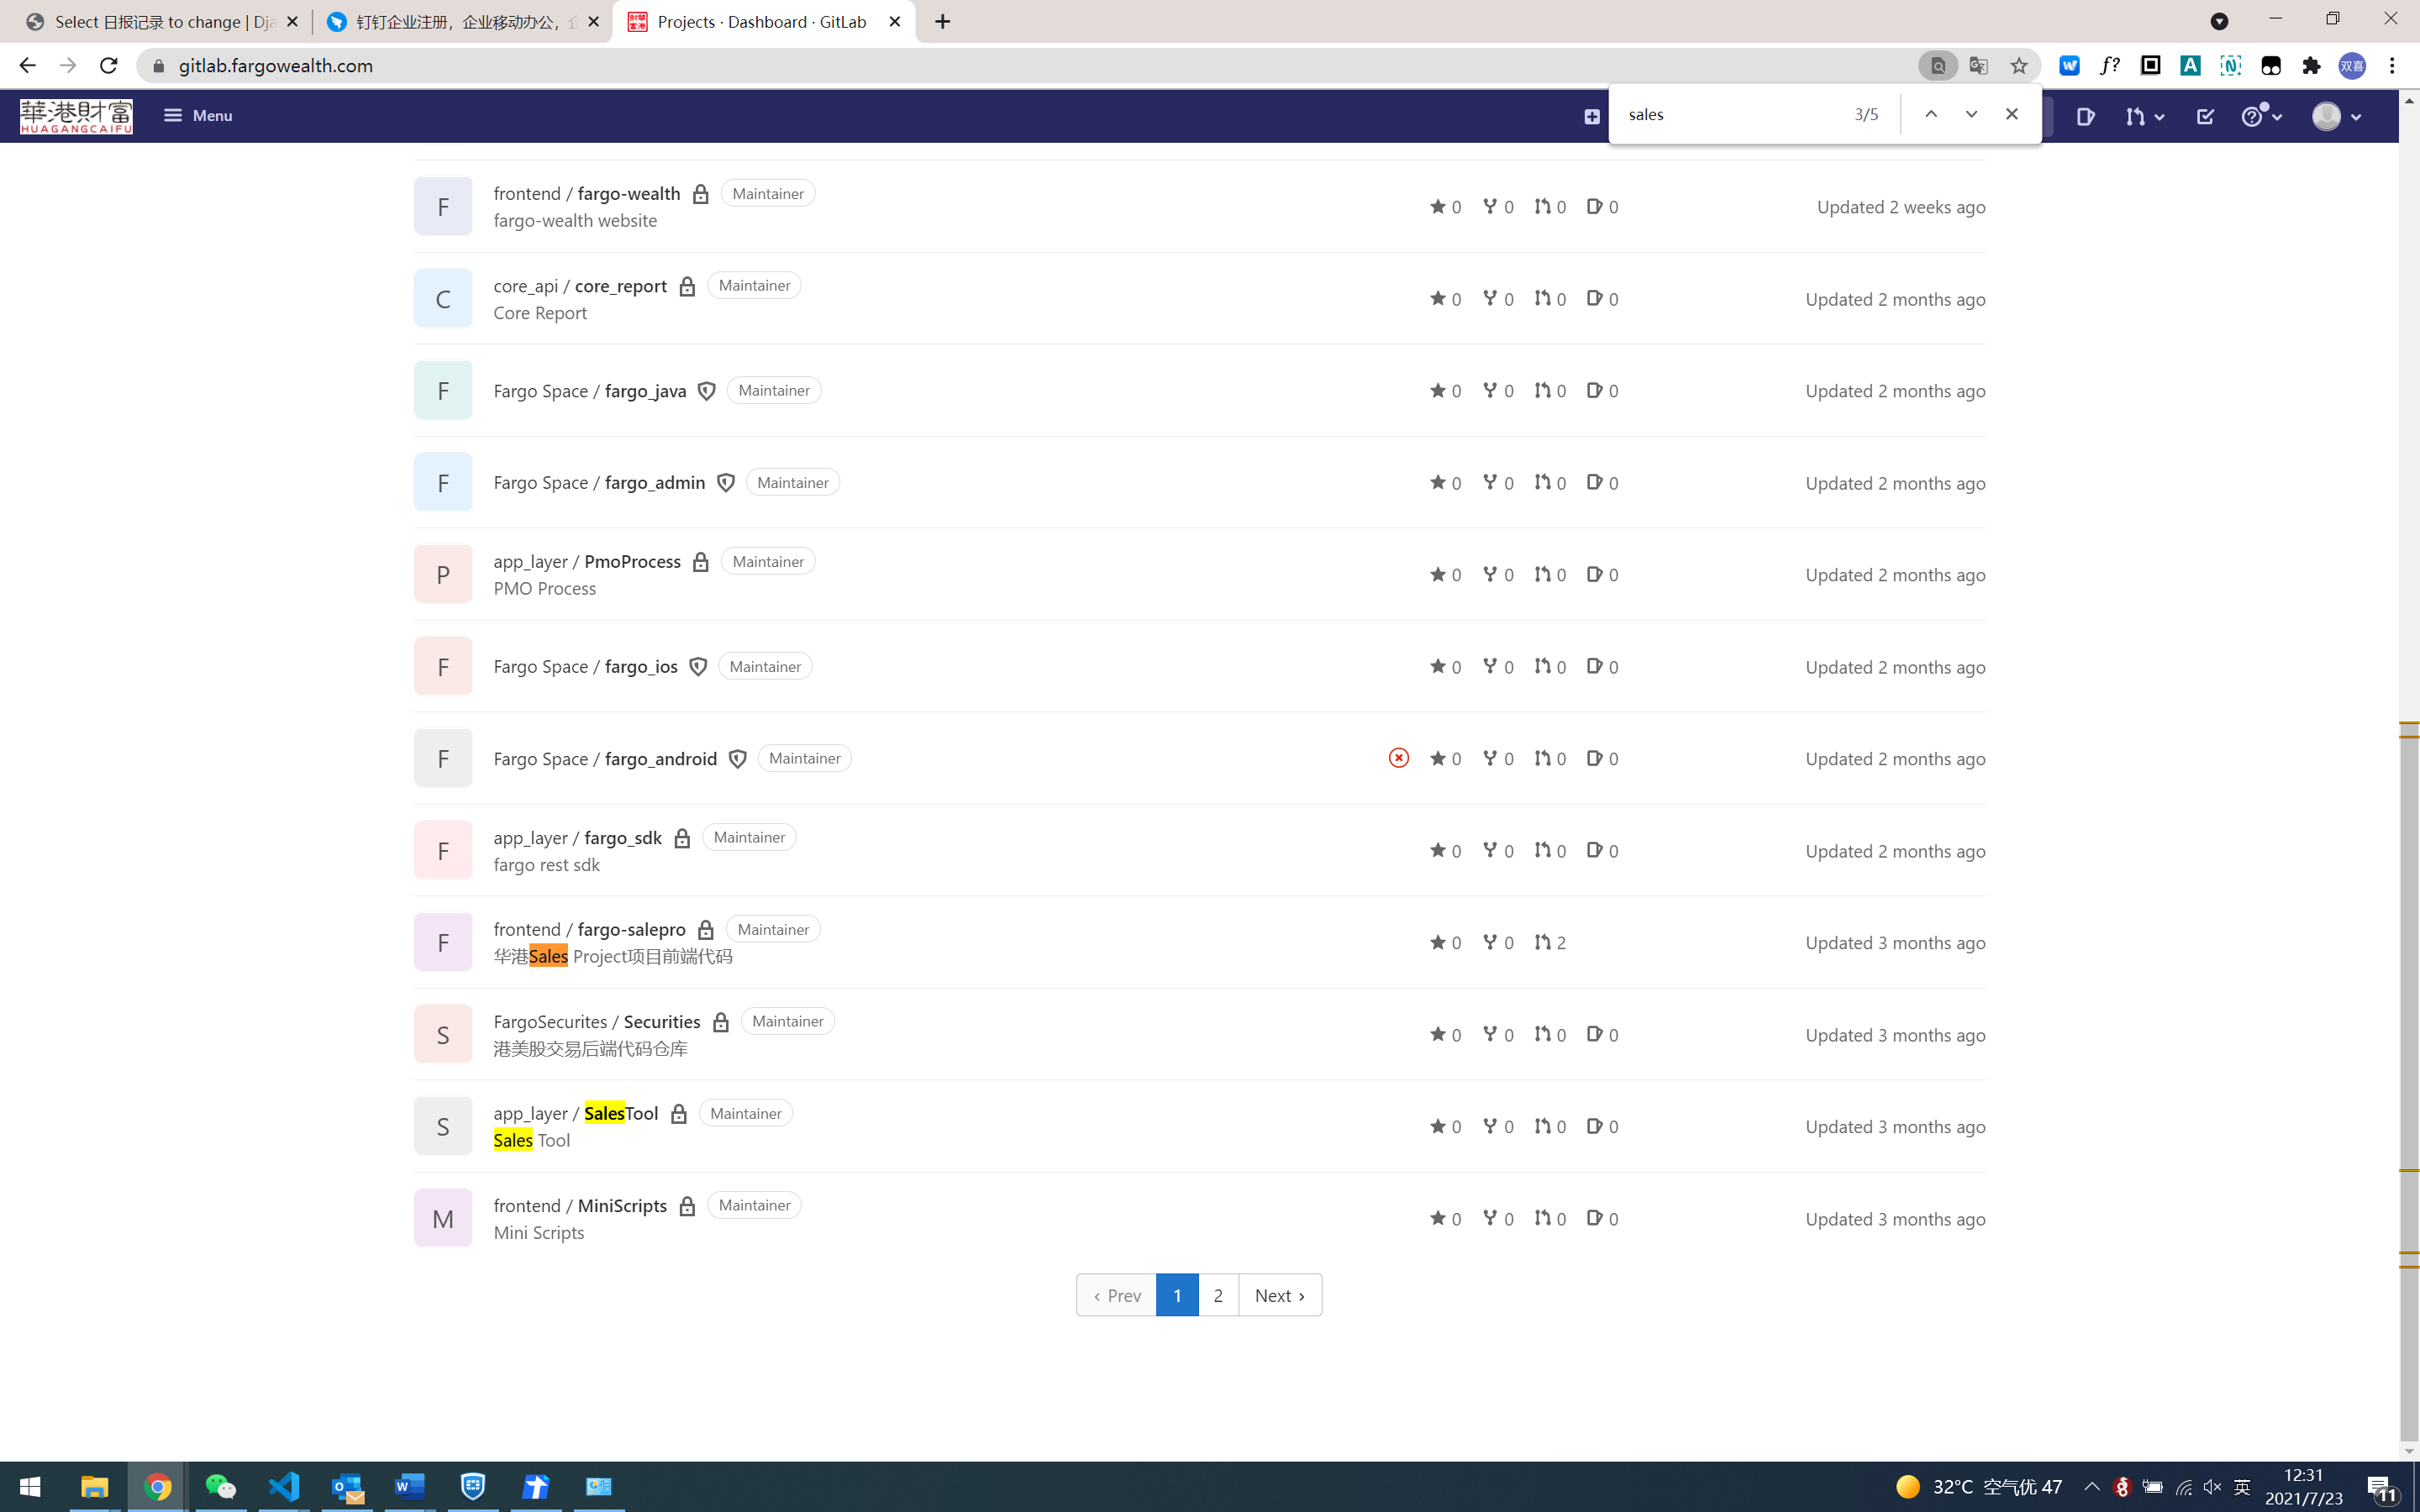 Select 日报记录 to change | Dja
钉钉企业注册，企业移动办公，企
Projects · Dashboard · GitLab
gitlab.fargowealth.com
双喜
華港財富
HUAGANGCAIFU
Menu
sales
3/5
frontend / fargo-wealth Maintainer
fargo-wealth website
0 0 0 0 Updated 2 weeks ago
C
core_api / core_report Maintainer
Core Report
0 0 0 0 Updated 2 months ago
F
Fargo Space / fargo_java Maintainer
0 0 0 0 Updated 2 months ago
F
Fargo Space / fargo_admin Maintainer
0 0 0 0 Updated 2 months ago
P
app_layer / PmoProcess Maintainer
PMO Process
0 0 0 0 Updated 2 months ago
F
Fargo Space / fargo_ios Maintainer
0 0 0 0 Updated 2 months ago
F
Fargo Space / fargo_android Maintainer
0 0 0 0 Updated 2 months ago
F
app_layer / fargo_sdk Maintainer
fargo rest sdk
0 0 0 0 Updated 2 months ago
F
frontend / fargo-salepro Maintainer
华港Sales Project项目前端代码
0 0 2 Updated 3 months ago
S
FargoSecurites / Securities Maintainer
港美股交易后端代码仓库
0 0 0 0 Updated 3 months ago
S
app_layer / SalesTool Maintainer
Sales Tool
0 0 0 0 Updated 3 months ago
M
frontend / MiniScripts Maintainer
Mini Scripts
0 0 0 0 Updated 3 months ago
‹ Prev 1 2 Next ›
32°C 空气优 47
英
12:31
2021/7/23
11